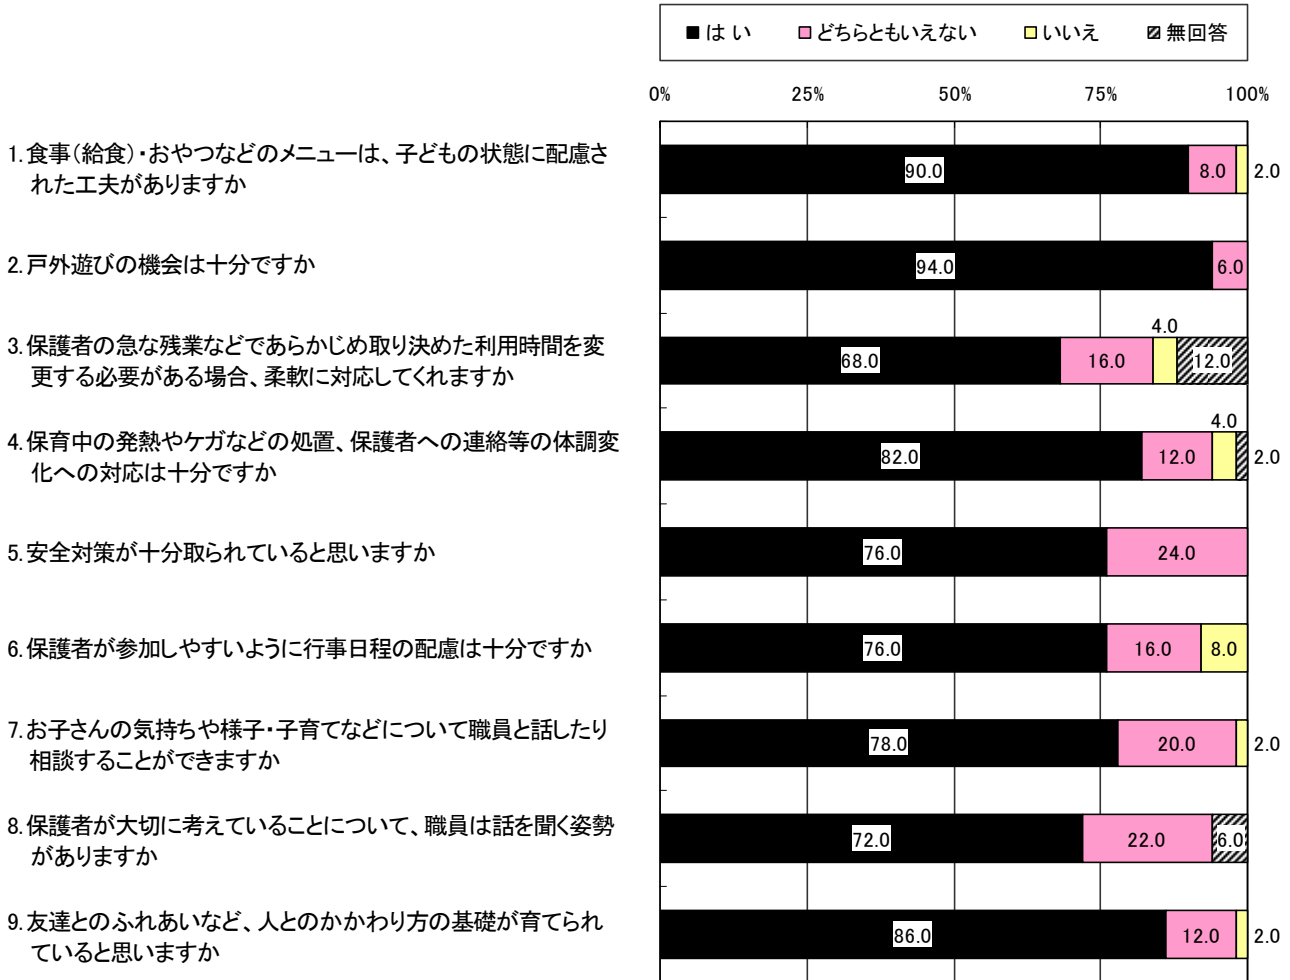 ■はい □どちらともいえない □いいえ 無回答
0% 25% 50% 75% 100%
1.食事(給食)・おやつなどのメニューは、子どもの状態に配慮さ
れた工夫がありますか
90.0 8.0 2.0
2.戸外遊びの機会は十分ですか
94.0 6.0
3.保護者の急な残業などであらかじめ取り決めた利用時間を変
更する必要がある場合、柔軟に対応してくれますか
68.0 16.0 4.0 12.0
4.保育中の発熱やケガなどの処置、保護者への連絡等の体調変
化への対応は十分ですか
82.0 12.0 4.0 2.0
5.安全対策が十分取られていると思いますか
76.0 24.0
6.保護者が参加しやすいように行事日程の配慮は十分ですか
76.0 16.0 8.0
7.お子さんの気持ちや様子・子育てなどについて職員と話したり
相談することができますか
78.0 20.0 2.0
8.保護者が大切に考えていることについて、職員は話を聞く姿勢
がありますか
72.0 22.0 6.0
9.友達とのふれあいなど、人とのかかわり方の基礎が育てられ
ていると思いますか
86.0 12.0 2.0